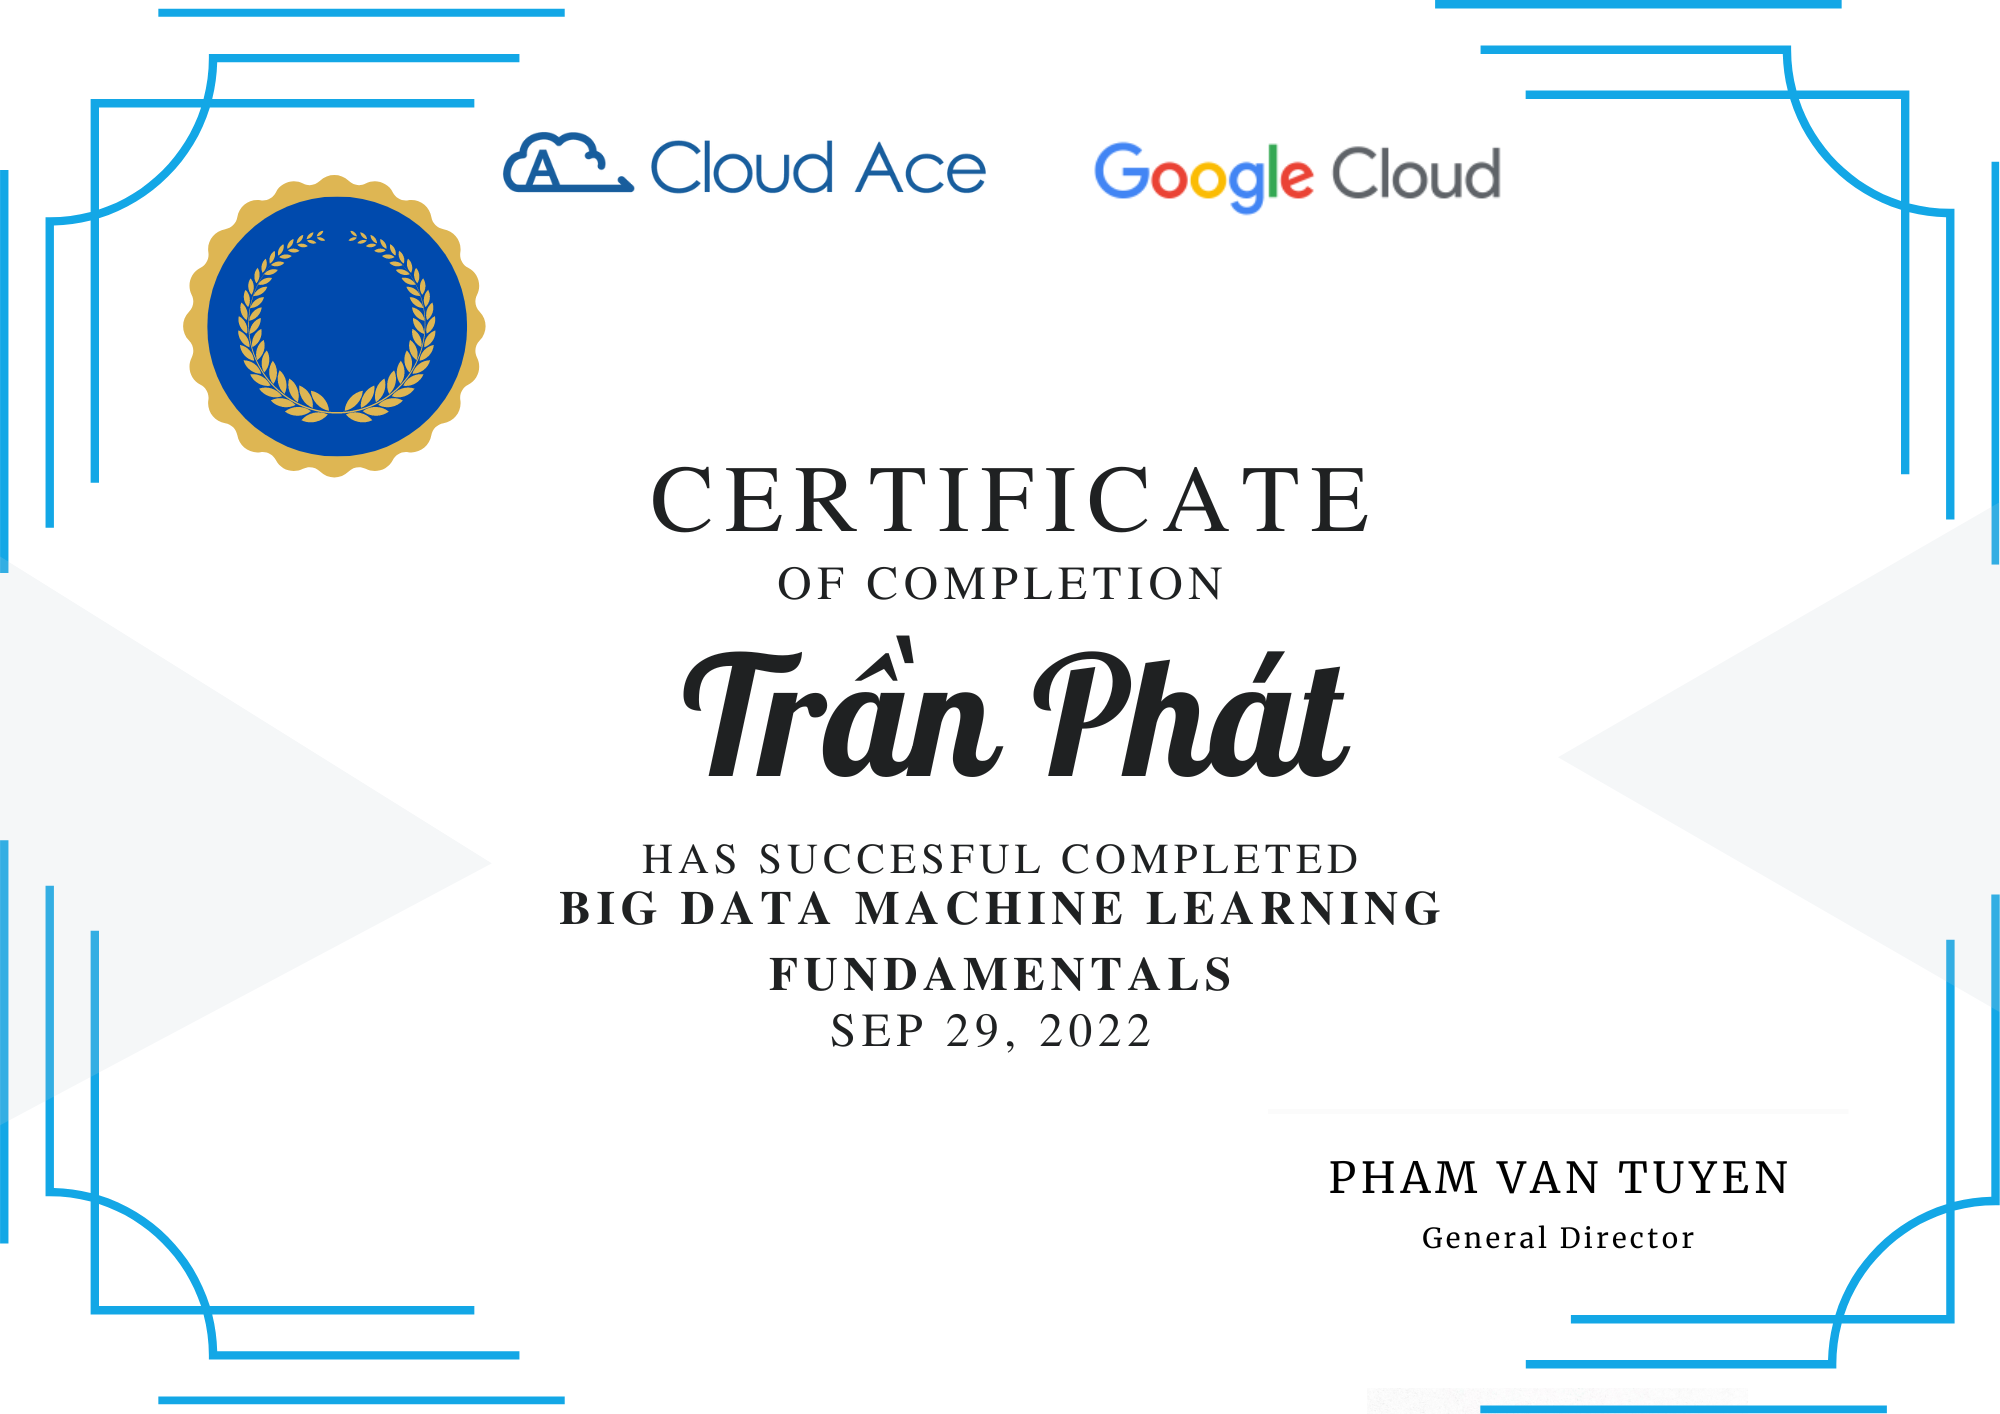 Cloud Ace
Google Cloud
CERTIFICATE
OF COMPLETION
Trần Phát
HAS SUCCESFUL COMPLETED
BIG DATA MACHINE LEARNING
FUNDAMENTALS
SEP 29, 2022
PHAM VAN TUYEN
General Director